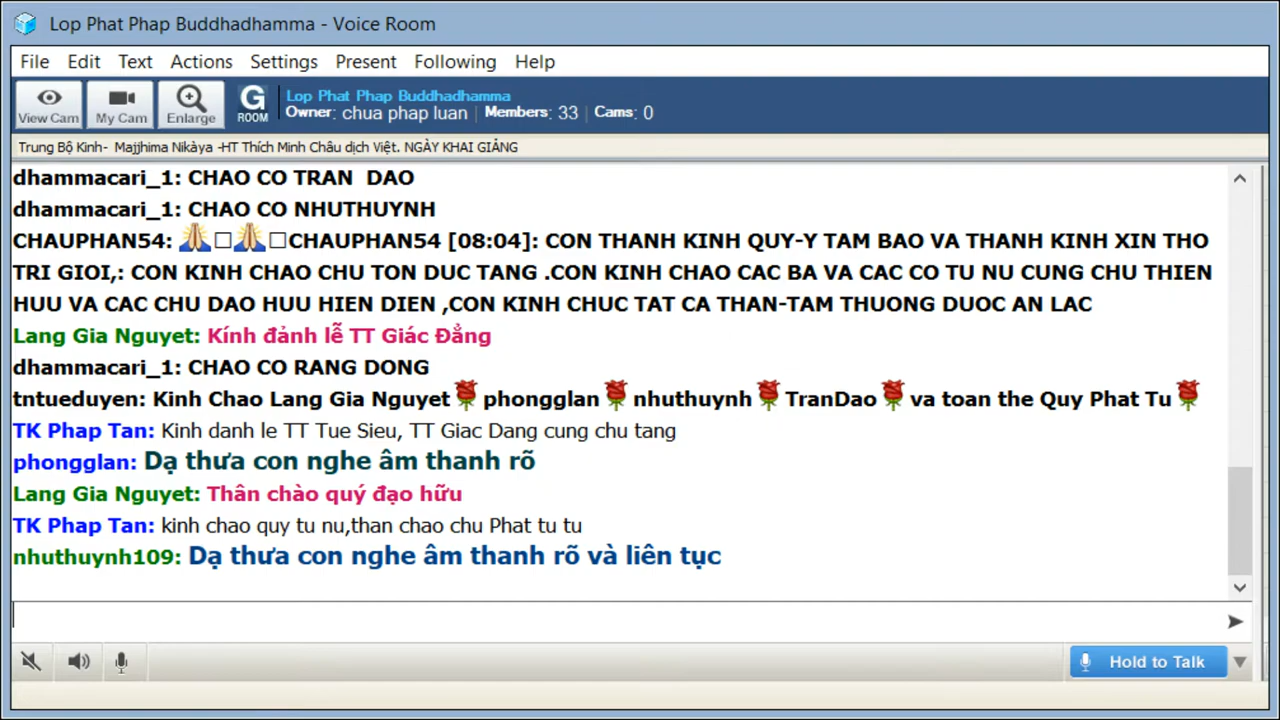 Lop Phat Phap Buddhadhamma - Voice Room
File Edit Text Actions Settings Present Following Help
View Cam My Cam Enlarge G ROOM
Lop Phat Phap Buddhadhamma
Owner: chua phap luan | Members: 33 | Cams: 0
Trung Bộ Kinh- Majjhima Nikàya -HT Thích Minh Châu dịch Việt. NGÀY KHAI GIẢNG
dhammacari_1: CHAO CO TRAN DAO
dhammacari_1: CHAO CO NHUTHUYNH
CHAUPHAN54: 🙏□🙏□CHAUPHAN54 [08:04]: CON THANH KINH QUY-Y TAM BAO VA THANH KINH XIN THO
TRI GIOI,: CON KINH CHAO CHU TON DUC TANG .CON KINH CHAO CAC BA VA CAC CO TU NU CUNG CHU THIEN
HUU VA CAC CHU DAO HUU HIEN DIEN ,CON KINH CHUC TAT CA THAN-TAM THUONG DUOC AN LAC
Lang Gia Nguyet: Kính đảnh lễ TT Giác Đẳng
dhammacari_1: CHAO CO RANG DONG
tntueduyen: Kinh Chao Lang Gia Nguyet🌹phongglan🌹nhuthuynh🌹TranDao🌹va toan the Quy Phat Tu🌹
TK Phap Tan: Kinh danh le TT Tue Sieu, TT Giac Dang cung chu tang
phongglan: Dạ thưa con nghe âm thanh rõ
Lang Gia Nguyet: Thân chào quý đạo hữu
TK Phap Tan: kinh chao quy tu nu,than chao chu Phat tu tu
nhuthuynh109: Dạ thưa con nghe âm thanh rõ và liên tục
Hold to Talk